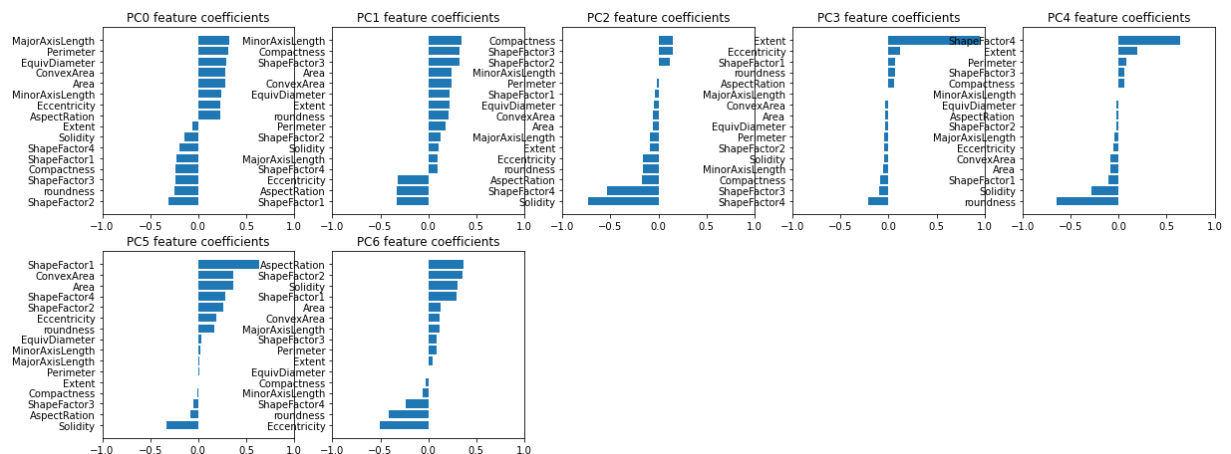 PC0 feature coefficients
MajorAxisLength
Perimeter
EquivDiameter
ConvexArea
Area
MinorAxisLength
Eccentricity
AspectRation
Extent
Solidity
ShapeFactor4
ShapeFactor1
Compactness
ShapeFactor3
roundness
ShapeFactor2
−1.0 −0.5 0.0 0.5 1.0
PC1 feature coefficients
MinorAxisLength
Compactness
ShapeFactor3
Area
ConvexArea
EquivDiameter
Extent
roundness
Perimeter
ShapeFactor2
Solidity
MajorAxisLength
ShapeFactor4
Eccentricity
AspectRation
ShapeFactor1
−1.0 −0.5 0.0 0.5 1.0
PC2 feature coefficients
Compactness
ShapeFactor3
ShapeFactor2
MinorAxisLength
Perimeter
ShapeFactor1
EquivDiameter
ConvexArea
Area
MajorAxisLength
Extent
Eccentricity
roundness
AspectRation
ShapeFactor4
Solidity
−1.0 −0.5 0.0 0.5 1.0
PC3 feature coefficients
Extent
Eccentricity
ShapeFactor1
roundness
AspectRation
MajorAxisLength
ConvexArea
Area
EquivDiameter
Perimeter
ShapeFactor2
Solidity
MinorAxisLength
Compactness
ShapeFactor3
ShapeFactor4
−1.0 −0.5 0.0 0.5 1.0
PC4 feature coefficients
ShapeFactor4
Extent
Perimeter
ShapeFactor3
Compactness
MinorAxisLength
EquivDiameter
AspectRation
ShapeFactor2
MajorAxisLength
Eccentricity
ConvexArea
Area
ShapeFactor1
Solidity
roundness
−1.0 −0.5 0.0 0.5 1.0
PC5 feature coefficients
ShapeFactor1
ConvexArea
Area
ShapeFactor4
ShapeFactor2
Eccentricity
roundness
EquivDiameter
MinorAxisLength
MajorAxisLength
Perimeter
Extent
Compactness
ShapeFactor3
AspectRation
Solidity
−1.0 −0.5 0.0 0.5 1.0
PC6 feature coefficients
AspectRation
ShapeFactor2
Solidity
ShapeFactor1
Area
ConvexArea
MajorAxisLength
ShapeFactor3
Perimeter
Extent
EquivDiameter
Compactness
MinorAxisLength
ShapeFactor4
roundness
Eccentricity
−1.0 −0.5 0.0 0.5 1.0